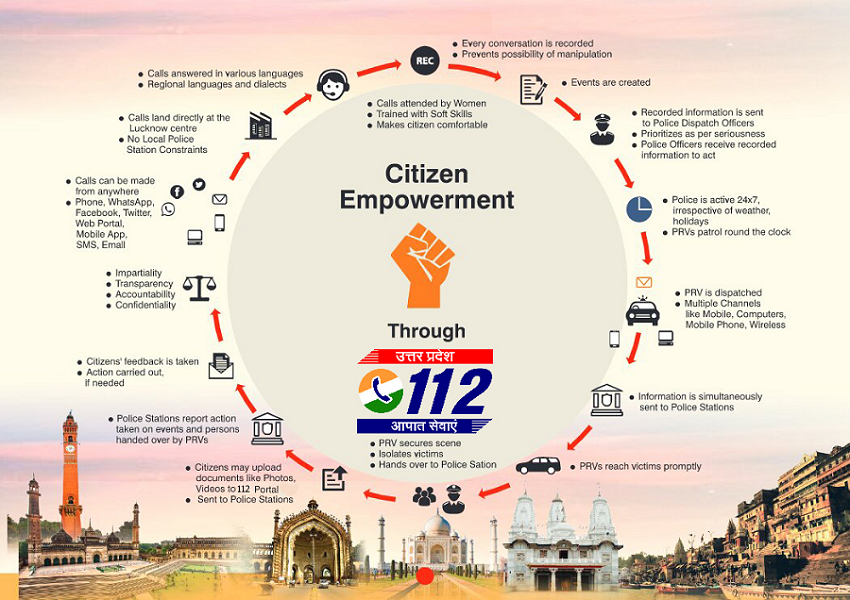 REC
Every conversation is recorded
Prevents possibility of manipulation
Events are created
Recorded information is sent
to Police Dispatch Officers
Prioritizes as per seriousness
Police Officers receive recorded
information to act
Police is active 24x7,
irrespective of weather,
holidays
PRVs patrol round the clock
PRV is dispatched
Multiple Channels
like Mobile, Computers,
Mobile Phone, Wireless
Information is simultaneously
sent to Police Stations
PRVs reach victims promptly
PRV secures scene
Isolates victims
Hands over to Police Sation
Citizens may upload
documents like Photos,
Videos to 112 Portal
Sent to Police Stations
Police Stations report action
taken on events and persons
handed over by PRVs
Citizens' feedback is taken
Action carried out,
if needed
Impartiality
Transparency
Accountability
Confidentiality
Calls can be made
from anywhere
Phone, WhatsApp,
Facebook, Twitter,
Web Portal,
Mobile App,
SMS, Email
Calls land directly at the
Lucknow centre
No Local Police
Station Constraints
Calls answered in various languages
Regional languages and dialects
Calls attended by Women
Trained with Soft Skills
Makes citizen comfortable
Citizen
Empowerment
Through
उत्तर प्रदेश
112
आपात सेवाएं